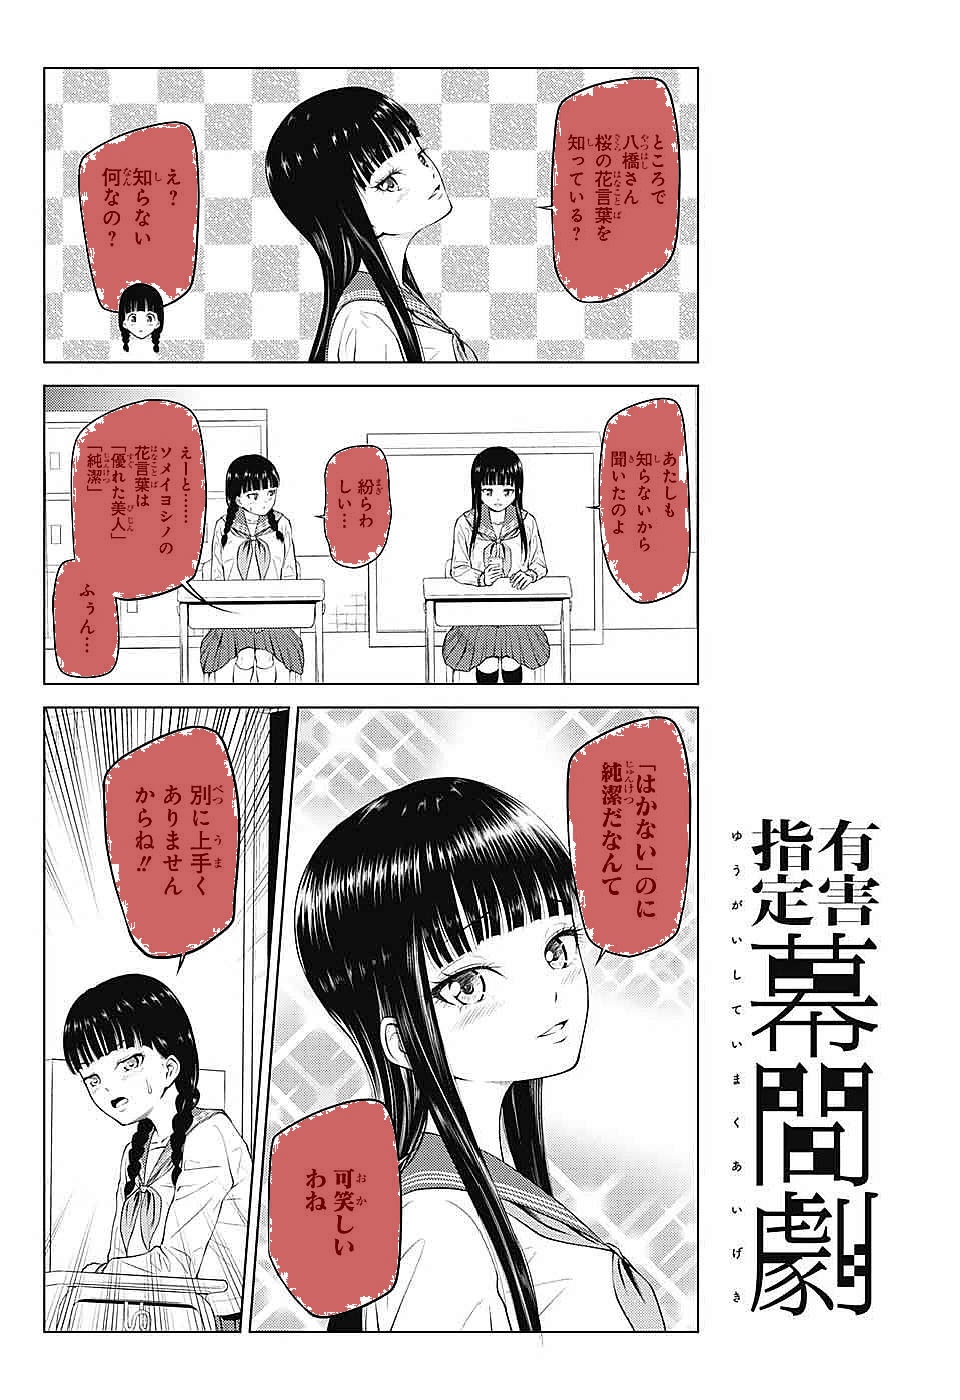 有害
指定
幕間劇
ゆうがいしていまくあいげき
ところで
八橋さん
桜の花言葉を
知っている?
え?
知らない
何なの?
あたしも
知らないから
聞いたのよ
紛らわ
しい…
えーと……
ソメイヨシノの
花言葉は
「優れた美人」
「純潔」
ふぅん…
「はかない」のに
純潔だなんて
可笑しい
わね
別に上手く
ありません
からね!!